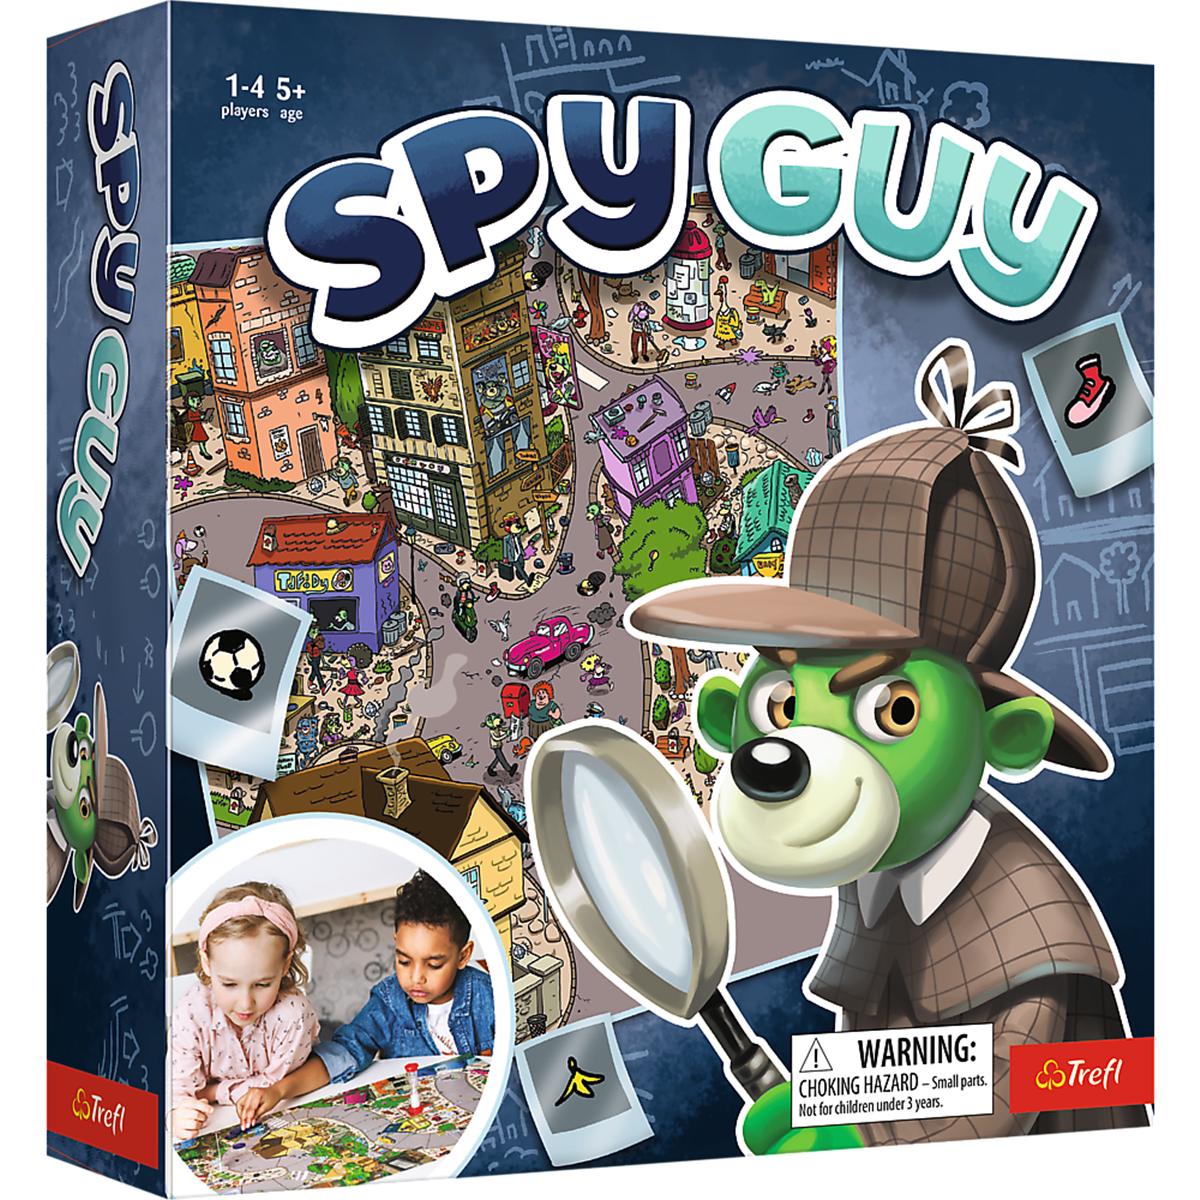 1-4 5+
players age
SPY GUY
SPY GUY
Tdfbdy
WARNING:
CHOKING HAZARD – Small parts.
Not for children under 3 years.
Trefl
Trefl